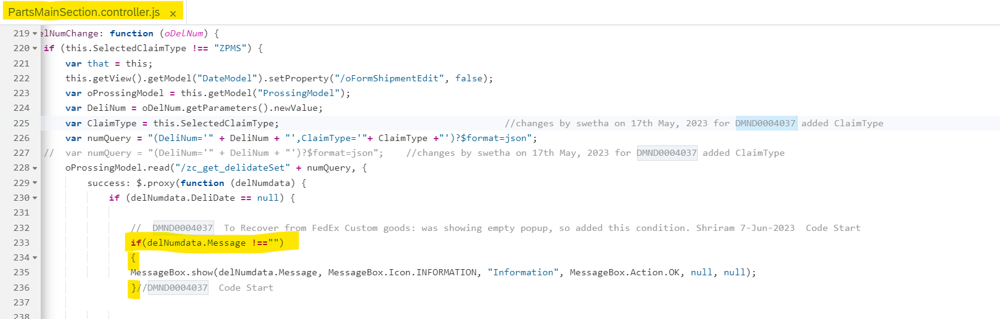 PartsMainSection.controller.js ×
219 elNumChange: function (oDelNum) {
220 if (this.SelectedClaimType !== "ZPMS") {
221 var that = this;
222 this.getView().getModel("DateModel").setProperty("/oFormShipmentEdit", false);
223 var oProssingModel = this.getModel("ProssingModel");
224 var DeliNum = oDelNum.getParameters().newValue;
225 var ClaimType = this.SelectedClaimType; //changes by swetha on 17th May, 2023 for DMND0004037 added ClaimType
226 var numQuery = "(DeliNum='" + DeliNum + "',ClaimType='"+ ClaimType +"')?$format=json";
227 // var numQuery = "(DeliNum='" + DeliNum + "')?$format=json"; //changes by swetha on 17th May, 2023 for DMND0004037 added ClaimType
228 oProssingModel.read("/zc_get_delidateSet" + numQuery, {
229 success: $.proxy(function (delNumdata) {
230 if (delNumdata.DeliDate == null) {
231
232 // DMND0004037 To Recover from FedEx Custom goods: was showing empty popup, so added this condition. Shriram 7-Jun-2023 Code Start
233 if(delNumdata.Message !=="")
234 {
235 MessageBox.show(delNumdata.Message, MessageBox.Icon.INFORMATION, "Information", MessageBox.Action.OK, null, null);
236 }//DMND0004037 Code Start
237
238